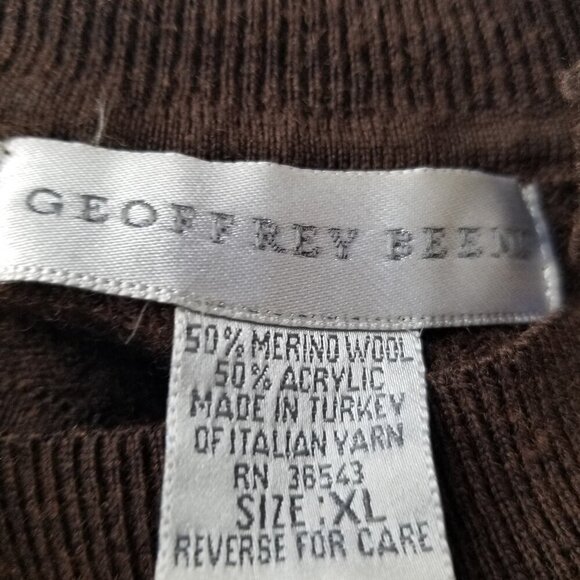 GEOFFREY BEENE
50% MERINO WOOL
50% ACRYLIC
MADE IN TURKEY
OF ITALIAN YARN
RN 36543
SIZE:XL
REVERSE FOR CARE